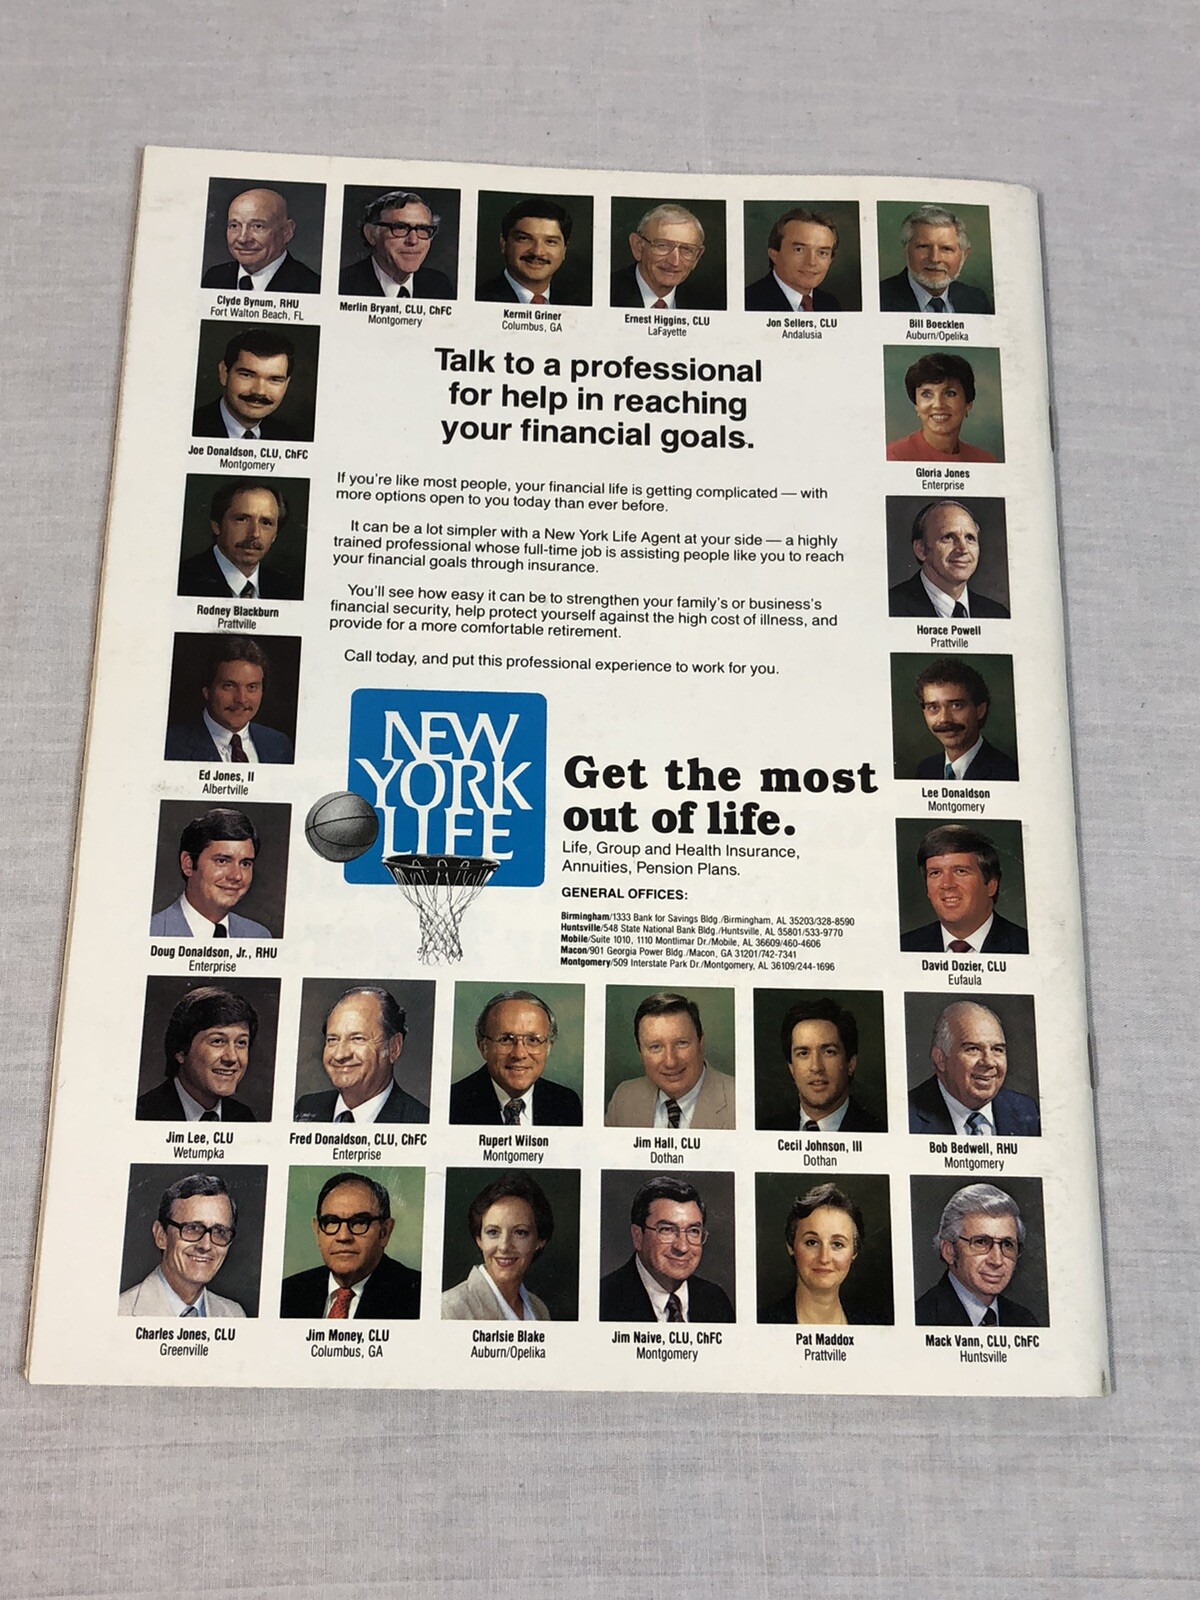 Clyde Bynum, RHU
Fort Walton Beach, FL
Merlin Bryant, CLU, ChFC
Montgomery
Kermit Griner
Columbus, GA
Ernest Higgins, CLU
LaFayette
Jon Sellers, CLU
Andalusia
Bill Boecklen
Auburn/Opelika
Talk to a professional
for help in reaching
your financial goals.
Joe Donaldson, CLU, ChFC
Montgomery
Gloria Jones
Enterprise
If you're like most people, your financial life is getting complicated — with
more options open to you today than ever before.
It can be a lot simpler with a New York Life Agent at your side — a highly
trained professional whose full-time job is assisting people like you to reach
your financial goals through insurance.
You'll see how easy it can be to strengthen your family's or business's
financial security, help protect yourself against the high cost of illness, and
provide for a more comfortable retirement.
Call today, and put this professional experience to work for you.
Rodney Blackburn
Prattville
Horace Powell
Prattville
Ed Jones, II
Albertville
Lee Donaldson
Montgomery
NEW
YORK
LIFE
Get the most
out of life.
Life, Group and Health Insurance,
Annuities, Pension Plans.
GENERAL OFFICES:
Birmingham/1333 Bank for Savings Bldg./Birmingham, AL 35203/328-8590
Huntsville/548 State National Bank Bldg./Huntsville, AL 35801/533-9770
Mobile/Suite 1010, 1110 Montlimar Dr./Mobile, AL 36609/460-4606
Macon/901 Georgia Power Bldg./Macon, GA 31201/742-7341
Montgomery/509 Interstate Park Dr./Montgomery, AL 36109/244-1696
Doug Donaldson, Jr., RHU
Enterprise
David Dozier, CLU
Eufaula
Jim Lee, CLU
Wetumpka
Fred Donaldson, CLU, ChFC
Enterprise
Rupert Wilson
Montgomery
Jim Hall, CLU
Dothan
Cecil Johnson, III
Dothan
Bob Bedwell, RHU
Montgomery
Charles Jones, CLU
Greenville
Jim Money, CLU
Columbus, GA
Charlsie Blake
Auburn/Opelika
Jim Naive, CLU, ChFC
Montgomery
Pat Maddox
Prattville
Mack Vann, CLU, ChFC
Huntsville